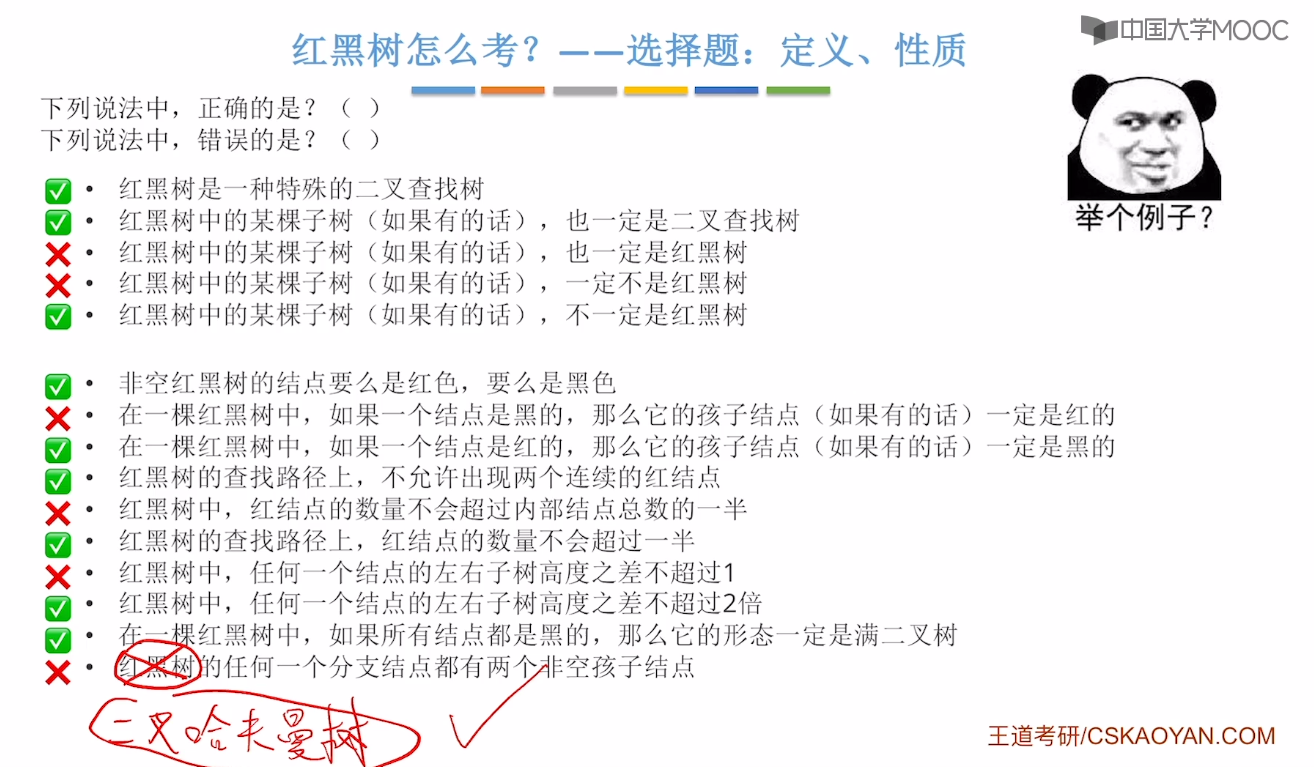 中国大学MOOC
红黑树怎么考？——选择题：定义、性质
下列说法中，正确的是？（ ）
下列说法中，错误的是？（ ）
举个例子？
✅ • 红黑树是一种特殊的二叉查找树
✅ • 红黑树中的某棵子树（如果有的话），也一定是二叉查找树
❌ • 红黑树中的某棵子树（如果有的话），也一定是红黑树
❌ • 红黑树中的某棵子树（如果有的话），一定不是红黑树
✅ • 红黑树中的某棵子树（如果有的话），不一定是红黑树
✅ • 非空红黑树的结点要么是红色，要么是黑色
❌ • 在一棵红黑树中，如果一个结点是黑的，那么它的孩子结点（如果有的话）一定是红的
✅ • 在一棵红黑树中，如果一个结点是红的，那么它的孩子结点（如果有的话）一定是黑的
✅ • 红黑树的查找路径上，不允许出现两个连续的红结点
❌ • 红黑树中，红结点的数量不会超过内部结点总数的一半
✅ • 红黑树的查找路径上，红结点的数量不会超过一半
❌ • 红黑树中，任何一个结点的左右子树高度之差不超过1
✅ • 红黑树中，任何一个结点的左右子树高度之差不超过2倍
✅ • 在一棵红黑树中，如果所有结点都是黑的，那么它的形态一定是满二叉树
❌ • 红黑树的任何一个分支结点都有两个非空孩子结点
二叉哈夫曼树
王道考研/CSKAOYAN.COM